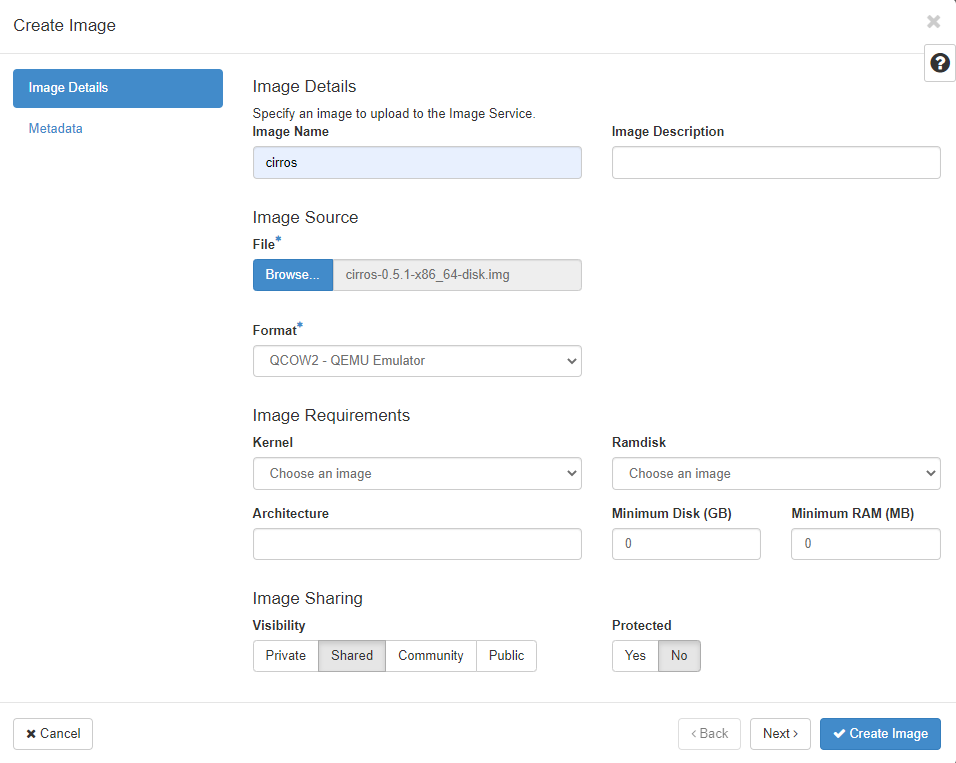 Create Image
Image Details
Metadata
Image Details
Specify an image to upload to the Image Service.
Image Name
Image Description
cirros
Image Source
File*
Browse... cirros-0.5.1-x86_64-disk.img
Format*
QCOW2 - QEMU Emulator
Image Requirements
Kernel
Ramdisk
Choose an image
Choose an image
Architecture
Minimum Disk (GB)
Minimum RAM (MB)
0
0
Image Sharing
Visibility
Protected
Private Shared Community Public
Yes No
Cancel
Back
Next
Create Image